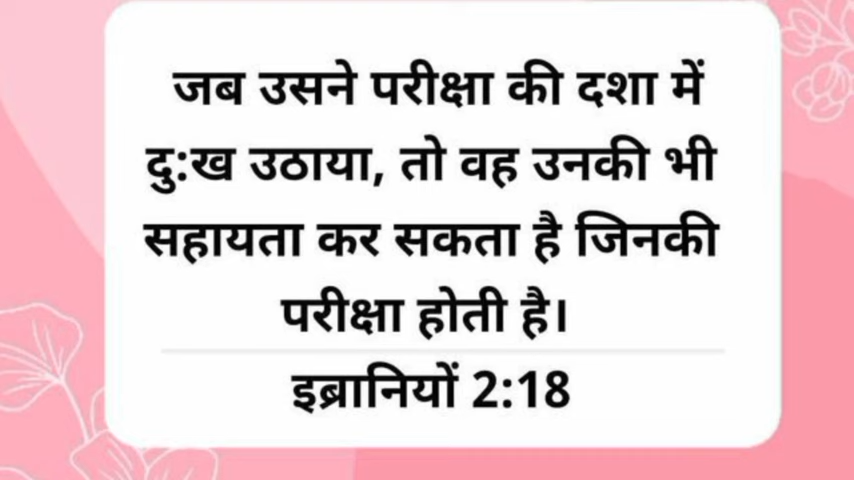 जब उसने परीक्षा की दशा में
दु:ख उठाया, तो वह उनकी भी
सहायता कर सकता है जिनकी
परीक्षा होती है।
इब्रानियों 2:18